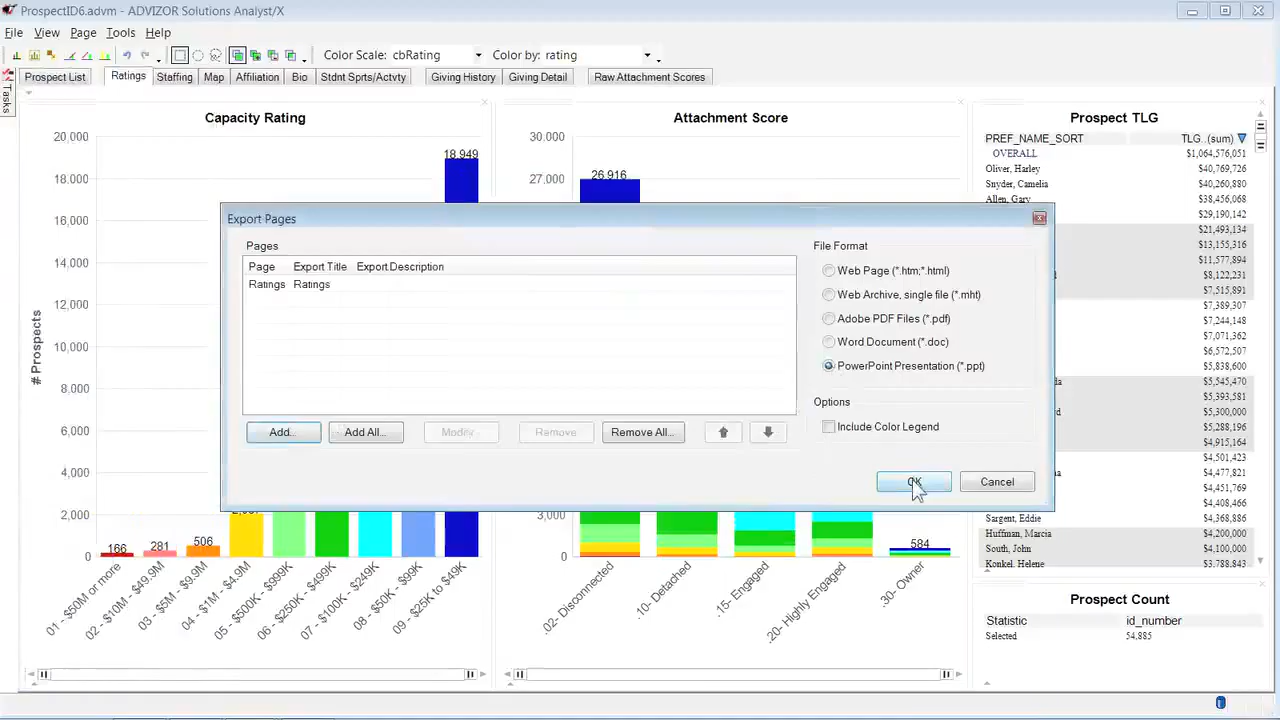 ProspectID6.advm - ADVIZOR Solutions Analyst/X
File View Page Tools Help
Color Scale: cbRating Color by: rating
Prospect List Ratings Staffing Map Affiliation Bio Stdnt Sprts/Actvty Giving History Giving Detail Raw Attachment Scores
Tasks
Capacity Rating
20,000
18,949
18,000
16,000
14,000
12,000
10,000
8,000
6,000
4,000
2,000
0
# Prospects
166
281
506
01 - $50M or more
02 - $10M - $49.9M
03 - $5M - $9.9M
04 - $1M - $4.9M
05 - $500K - $999K
06 - $250K - $499K
07 - $100K - $249K
08 - $50K - $99K
09 - $25K to $49K
Attachment Score
30,000
27,000
26,916
3,000
0
584
.02- Disconnected
.10- Detached
.15- Engaged
.20- Highly Engaged
.30- Owner
Prospect TLG
PREF_NAME_SORT TLG (sum)
OVERALL $1,064,576,051
Oliver, Harley $40,769,726
Snyder, Camelia $40,260,880
Allen, Gary $38,456,068
$29,190,142
$21,493,134
$13,155,316
$11,577,894
$8,122,231
$7,515,891
$7,389,307
$7,244,148
$7,071,362
$6,572,507
$5,838,600
$5,545,470
$5,393,581
$5,300,000
$5,288,196
$4,915,164
$4,501,423
$4,477,821
$4,451,769
$4,408,466
Sargent, Eddie $4,368,886
Huffman, Marcia $4,200,000
South, John $4,100,000
Konkel, Helene $3,788,843
Prospect Count
Statistic id_number
Selected 54,885
Export Pages
Pages
Page Export Title Export Description
Ratings Ratings
Add... Add All... Modify Remove Remove All...
File Format
Web Page (*.htm;*.html)
Web Archive, single file (*.mht)
Adobe PDF Files (*.pdf)
Word Document (*.doc)
PowerPoint Presentation (*.ppt)
Options
Include Color Legend
OK Cancel